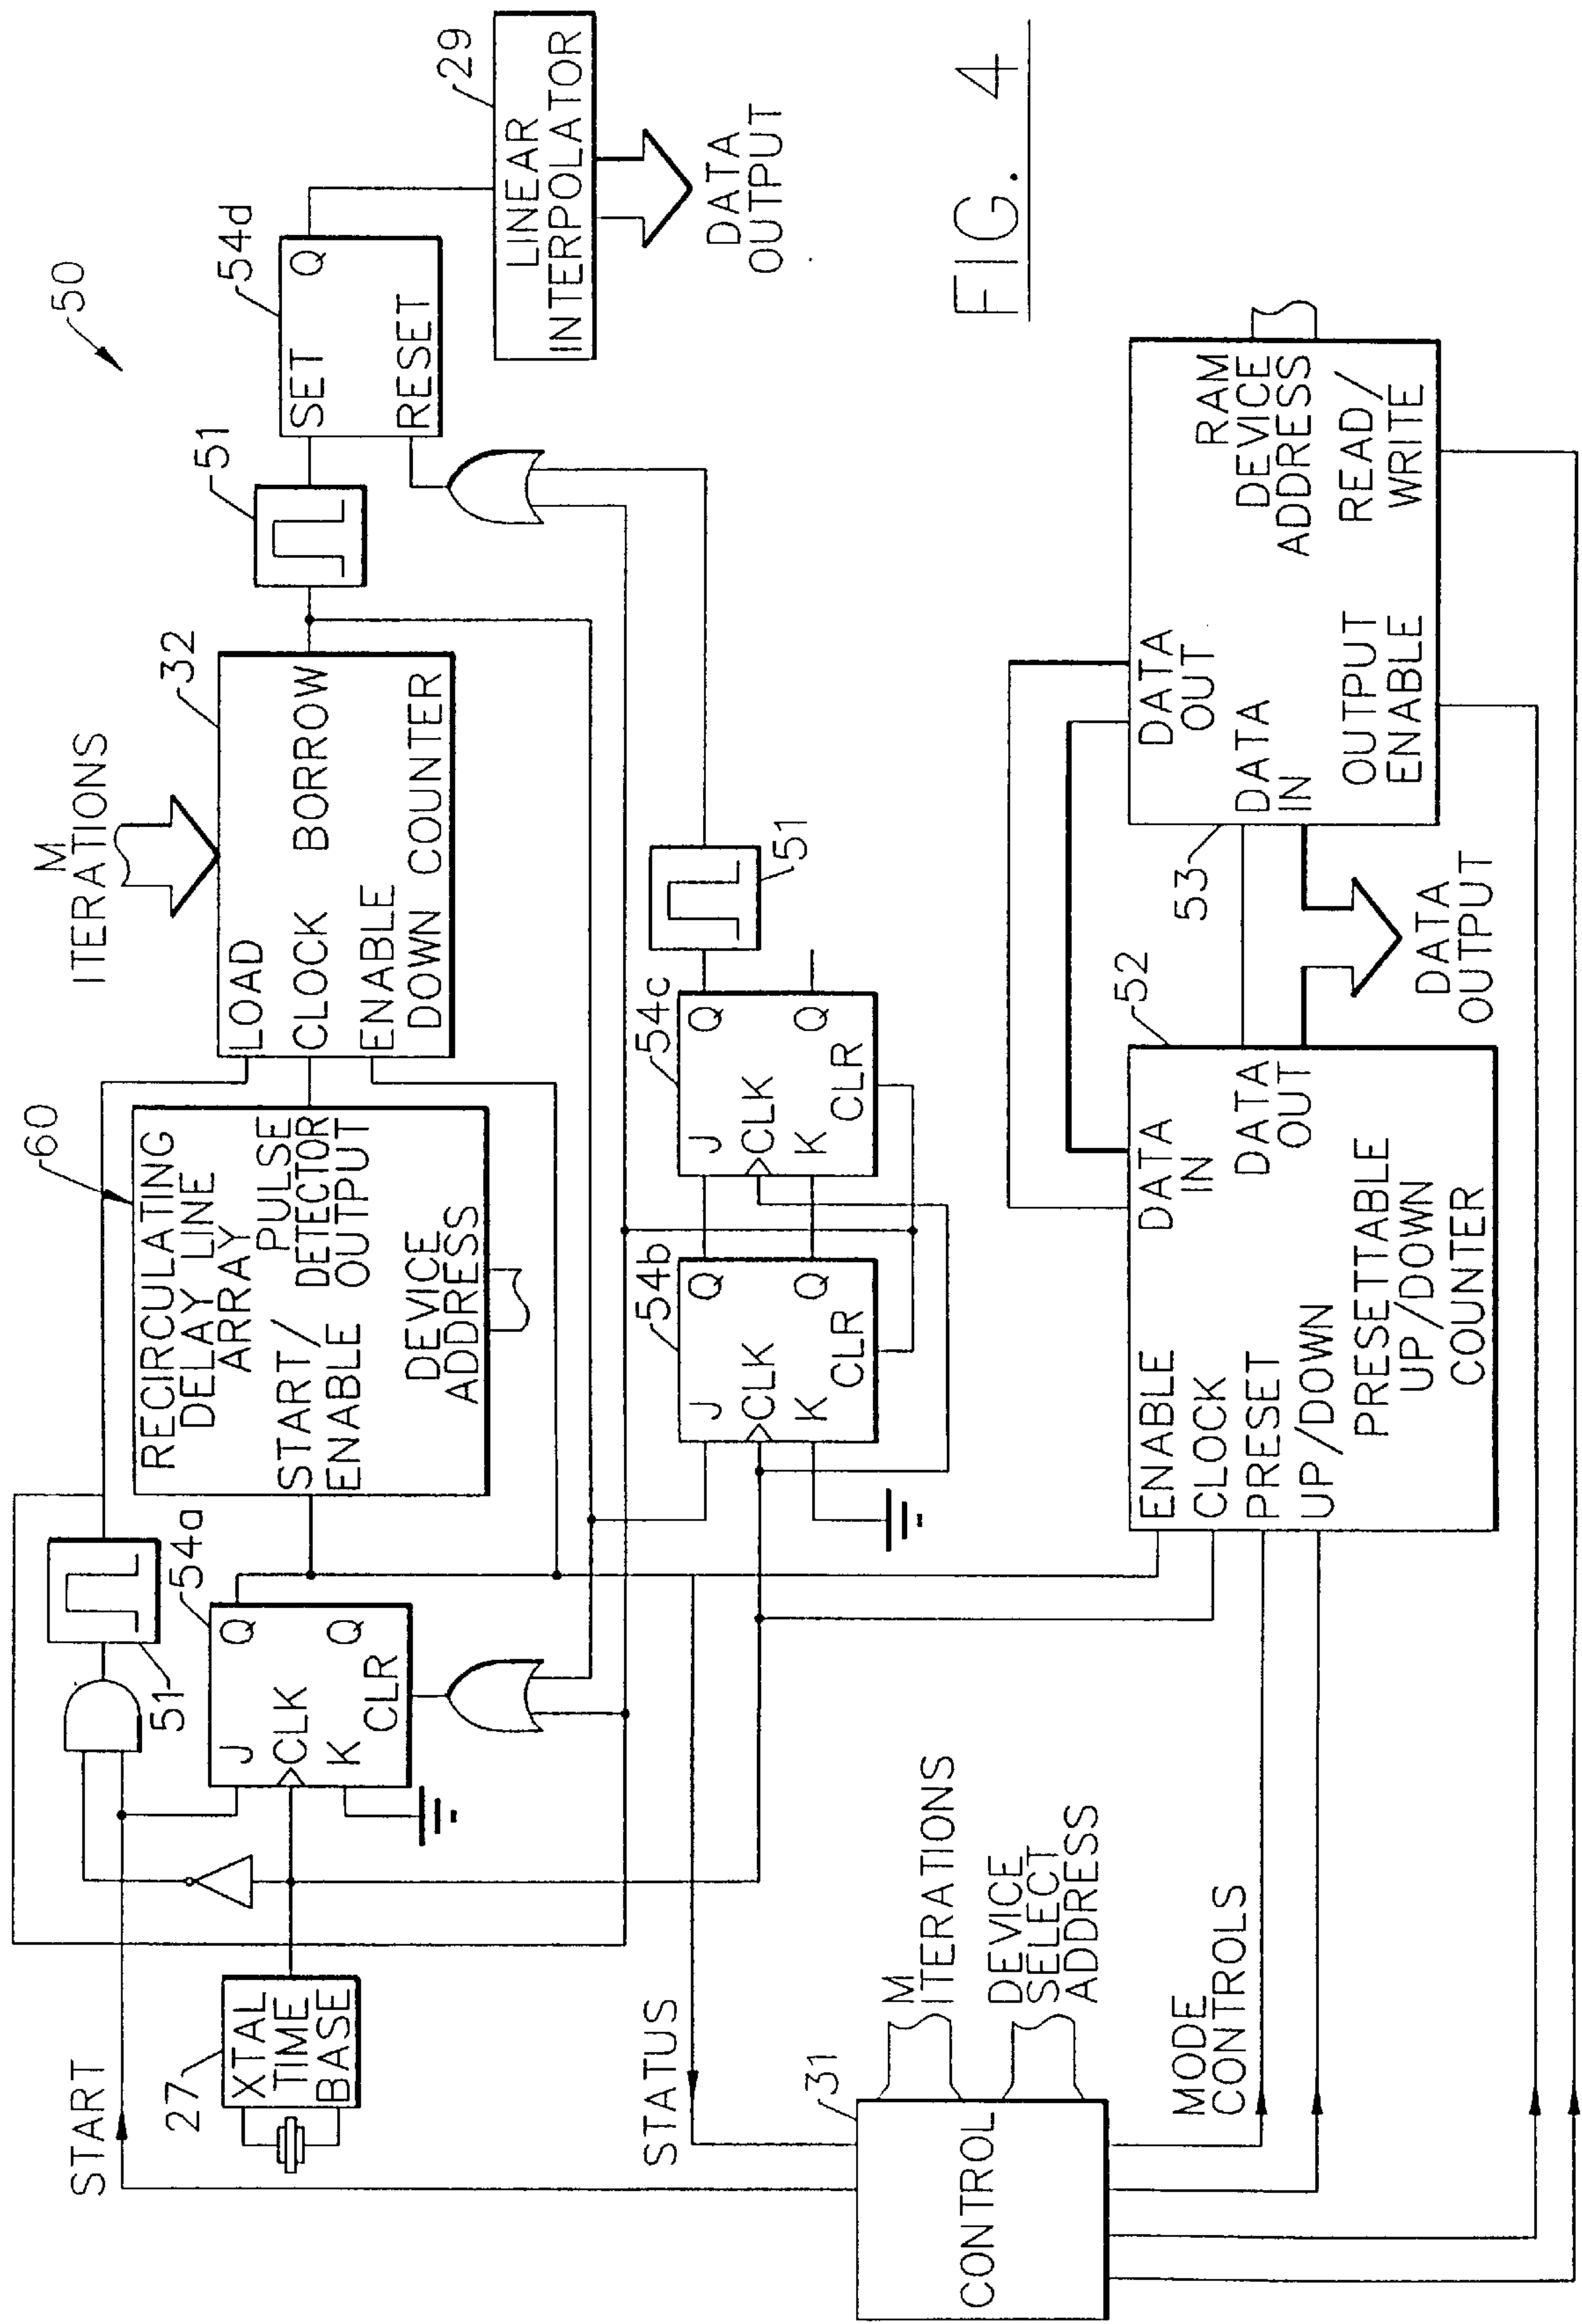 50
M
ITERATIONS
60
32
51
54d
RECIRCULATING
DELAY LINE
ARRAY
PULSE
DETECTOR
OUTPUT
START/
ENABLE
DEVICE
ADDRESS
LOAD
CLOCK BORROW
ENABLE
DOWN COUNTER
SET Q
RESET
29
LINEAR
INTERPOLATOR
DATA
OUTPUT
START
27
XTAL
TIME
BASE
51
54a
J Q
CLK
K Q
CLR
54b
J Q
CLK
K Q
CLR
54c
J Q
CLK
K Q
CLR
51
STATUS
31
CONTROL
M
ITERATIONS
DEVICE
SELECT
ADDRESS
MODE
CONTROLS
52
ENABLE
CLOCK
PRESET
UP/DOWN
DATA
IN
DATA
OUT
PRESETTABLE
UP/DOWN
COUNTER
53
DATA
OUTPUT
DATA
OUT
DATA
IN
OUTPUT
ENABLE
RAM
DEVICE
ADDRESS
READ/
WRITE
FIG. 4